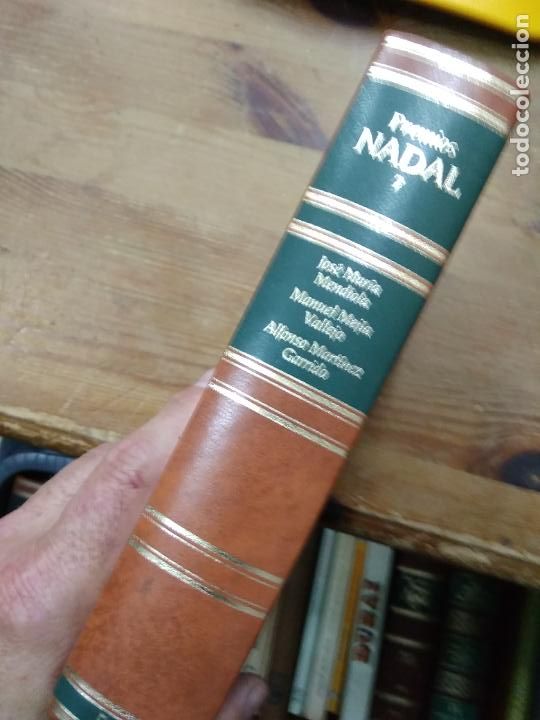 Premios
NADAL
José María
Mendiola
Manuel Mejía
Vallejo
Alfonso Martínez
Garrido
todocoleccion